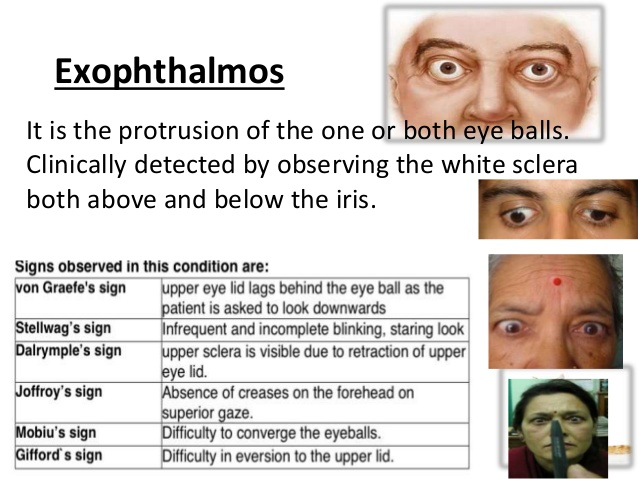 Exophthalmos
It is the protrusion of the one or both eye balls.
Clinically detected by observing the white sclera
both above and below the iris.
Signs observed in this condition are:
von Graefe's sign upper eye lid lags behind the eye ball as the
patient is asked to look downwards
Stellwag's sign Infrequent and incomplete blinking, staring look
Dalrymple's sign upper sclera is visible due to retraction of upper
eye lid.
Joffroy's sign Absence of creases on the forehead on
superior gaze.
Mobiu's sign Difficulty to converge the eyeballs.
Gifford`s sign Difficulty in eversion to the upper lid.